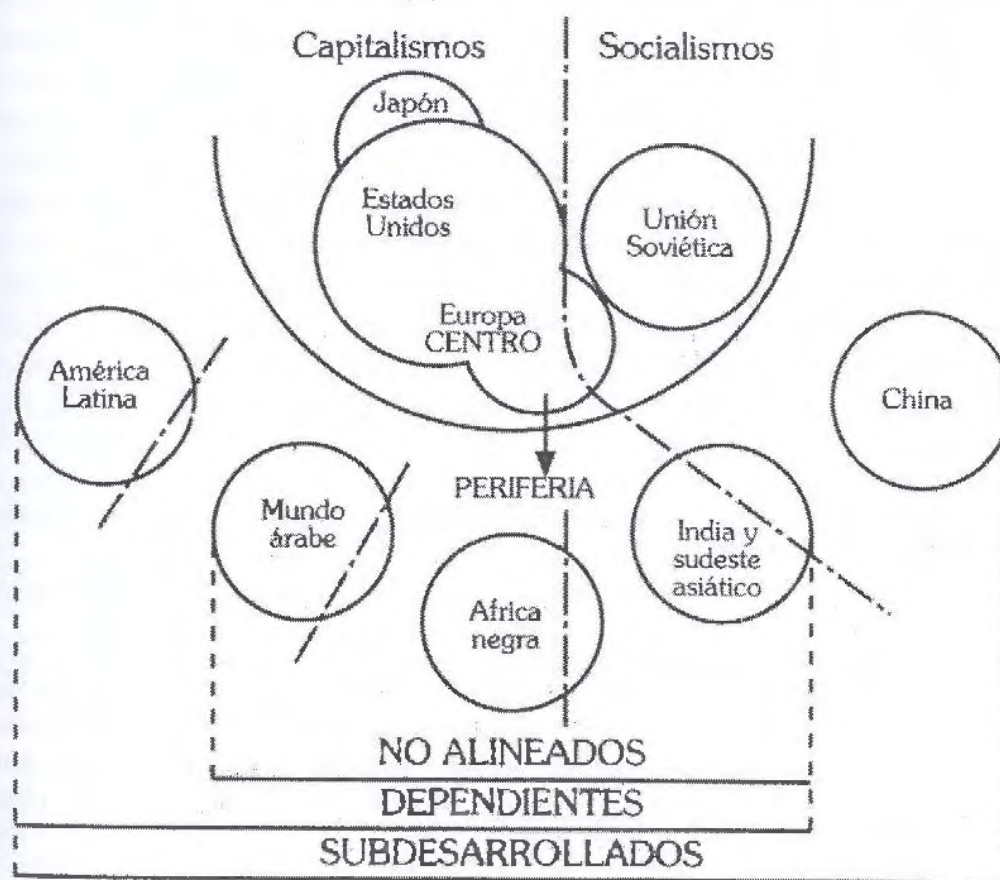 Capitalismos
Socialismos
Japón
Estados
Unidos
Unión
Soviética
Europa
CENTRO
América
Latina
China
PERIFERIA
Mundo
árabe
India y
sudeste
asiático
Africa
negra
NO ALINEADOS
DEPENDIENTES
SUBDESARROLLADOS